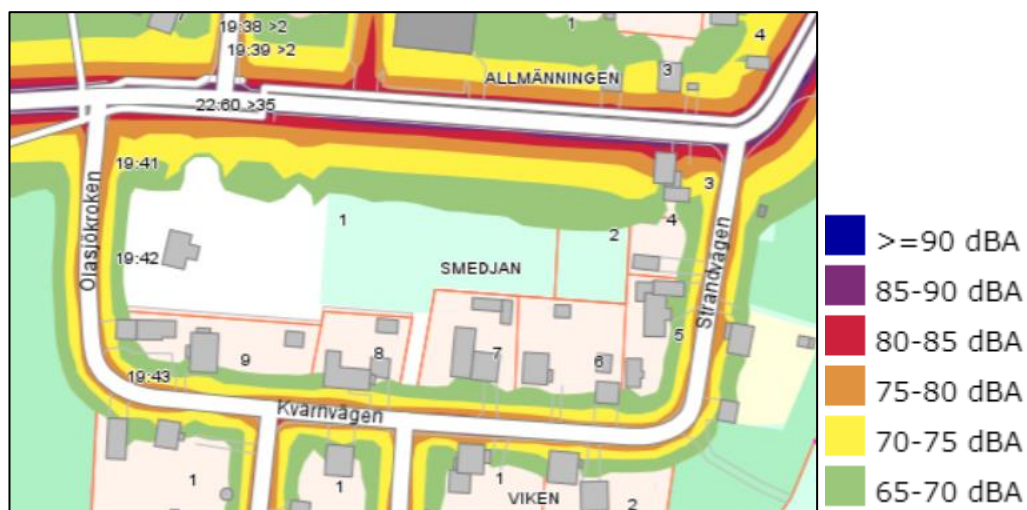 19:38 >2
1
4
19:39 >2
3
ALLMÄNNINGEN
22:60 >35
19:41
3
1
4
2
Olasjökroken
19:42
SMEDJAN
Strandvägen
5
9
8
7
6
19:43
Kvarnvägen
1
1
1
VIKEN
2
>=90 dBA
85-90 dBA
80-85 dBA
75-80 dBA
70-75 dBA
65-70 dBA